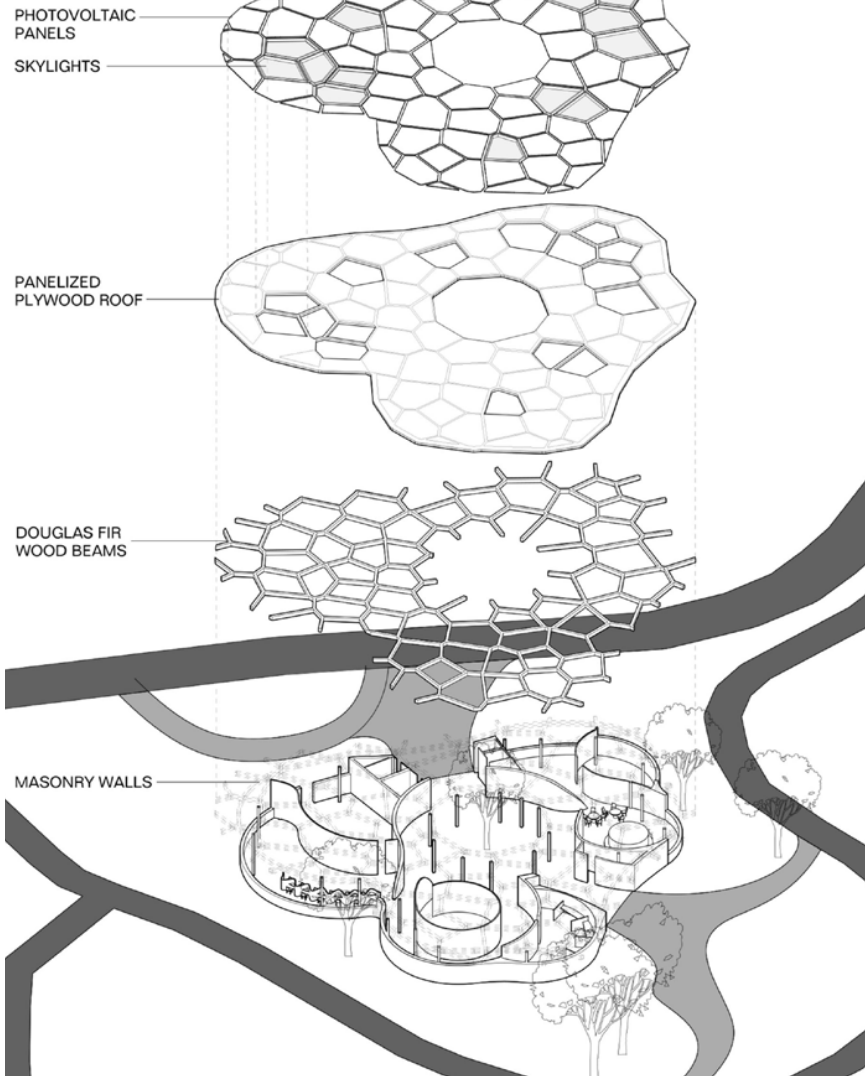 PHOTOVOLTAIC
PANELS
SKYLIGHTS
PANELIZED
PLYWOOD ROOF
DOUGLAS FIR
WOOD BEAMS
MASONRY WALLS